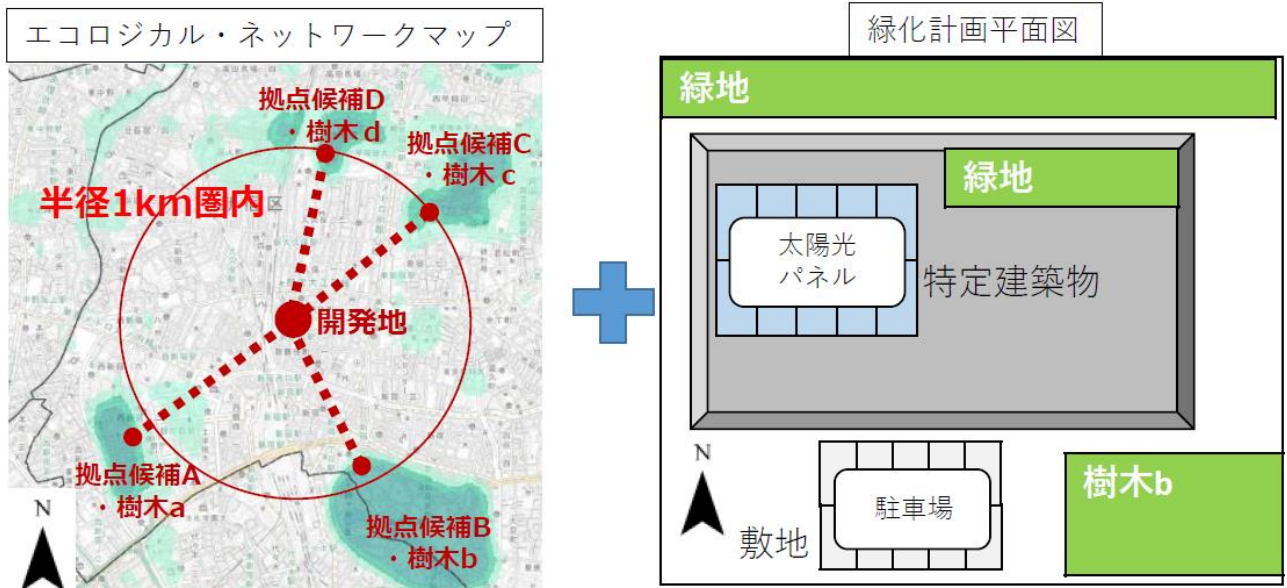 エコロジカル・ネットワークマップ
拠点候補D
・樹木d
拠点候補C
・樹木c
半径1km圏内
区
開発地
拠点候補A
・樹木a
拠点候補B
・樹木b
N
緑化計画平面図
緑地
緑地
太陽光
パネル
特定建築物
N
駐車場
敷地
樹木b